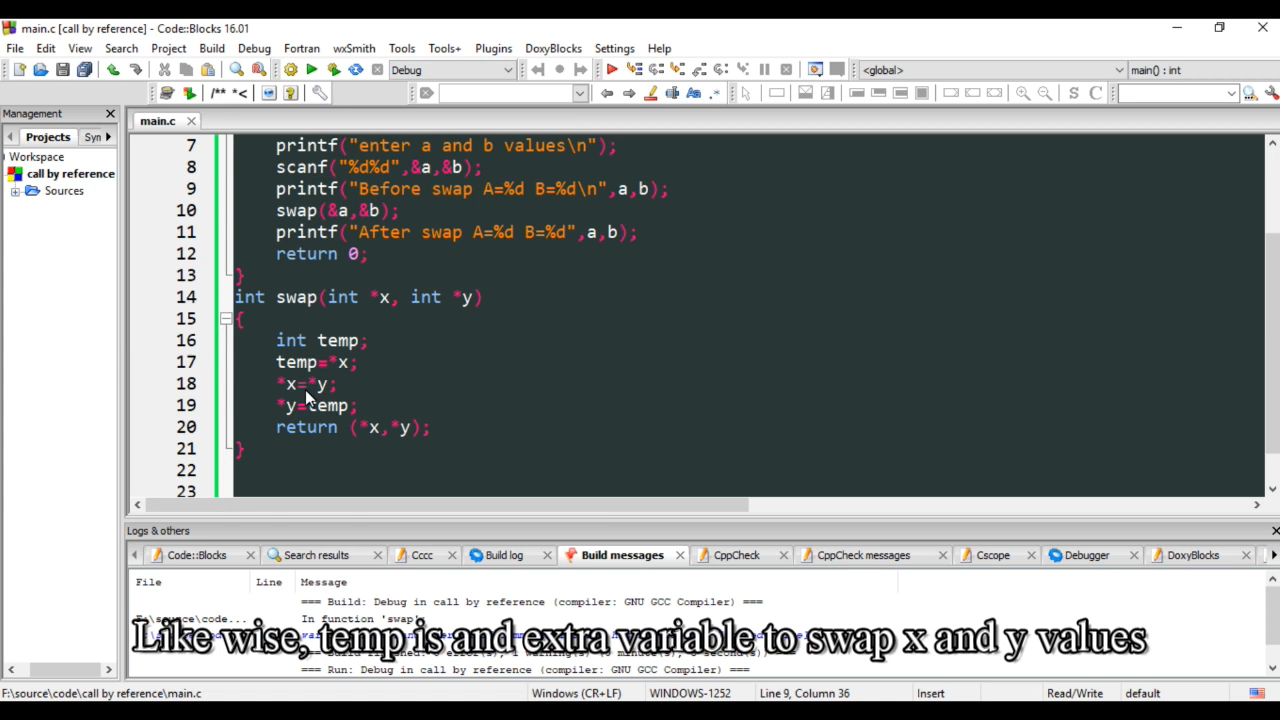 main.c [call by reference] - Code::Blocks 16.01
File Edit View Search Project Build Debug Fortran wxSmith Tools Tools+ Plugins DoxyBlocks Settings Help
Debug <global> main() : int
/** *<
Management
main.c
Projects Syn
Workspace
call by reference
Sources
7 printf("enter a and b values\n");
8 scanf("%d%d",&a,&b);
9 printf("Before swap A=%d B=%d\n",a,b);
10 swap(&a,&b);
11 printf("After swap A=%d B=%d",a,b);
12 return 0;
13 }
14 int swap(int *x, int *y)
15 {
16 int temp;
17 temp=*x;
18 *x=*y;
19 *y=temp;
20 return (*x,*y);
21 }
22
23
Logs & others
Code::Blocks Search results Cccc Build log Build messages CppCheck CppCheck messages Cscope Debugger DoxyBlocks
File Line Message
=== Build: Debug in call by reference (compiler: GNU GCC Compiler) ===
In function 'swap
Like wise, temp is and extra variable to swap x and y values
=== Run: Debug in call by reference (compiler: GNU GCC Compiler) ===
F:\source\code\call by reference\main.c Windows (CR+LF) WINDOWS-1252 Line 9, Column 36 Insert Read/Write default